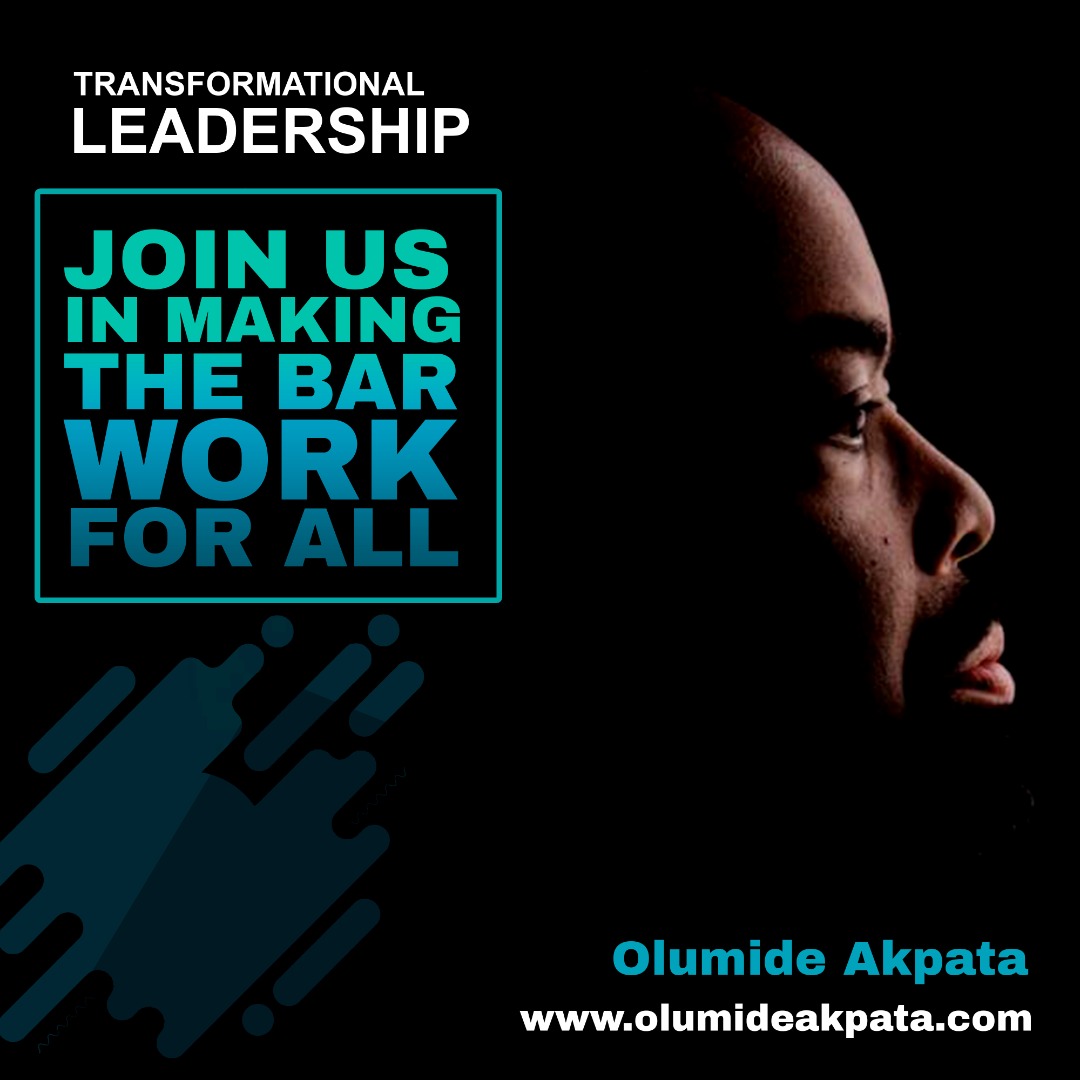 TRANSFORMATIONAL
LEADERSHIP
JOIN US
IN MAKING
THE BAR
WORK
FOR ALL
Olumide Akpata
www.olumideakpata.com